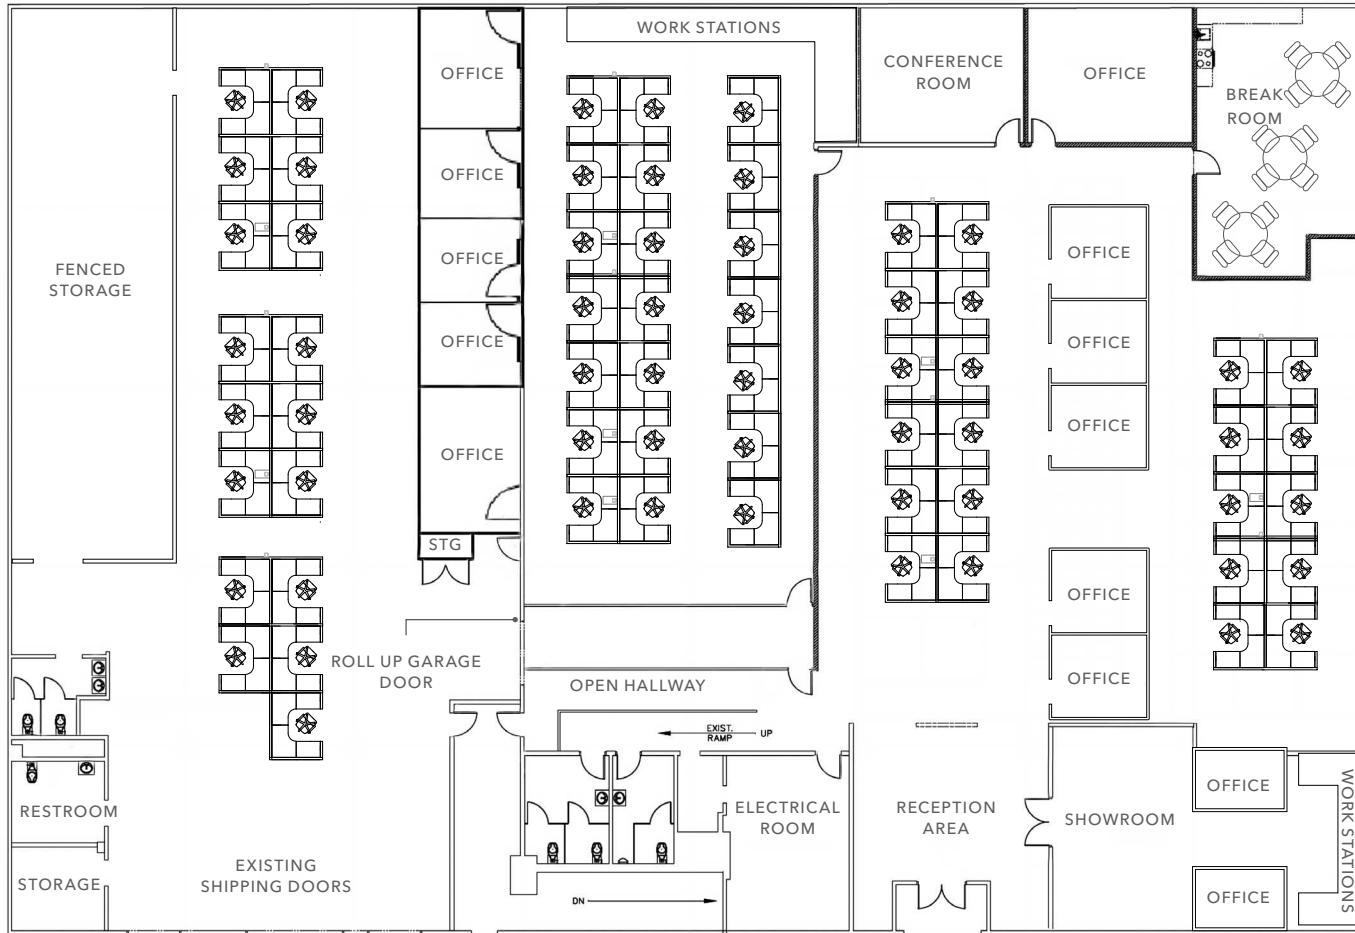 WORK STATIONS
OFFICE
CONFERENCE
ROOM
OFFICE
BREAK
ROOM
OFFICE
OFFICE
OFFICE
OFFICE
FENCED
STORAGE
OFFICE
OFFICE
OFFICE
OFFICE
STG
OFFICE
ROLL UP GARAGE
DOOR
OPEN HALLWAY
OFFICE
EXIST.
RAMP
UP
RESTROOM
ELECTRICAL
ROOM
RECEPTION
AREA
SHOWROOM
OFFICE
WORK STATIONS
EXISTING
SHIPPING DOORS
STORAGE
DN
OFFICE